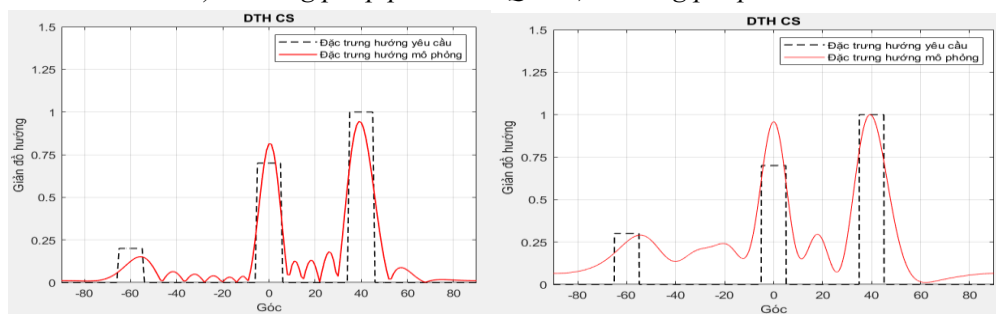 DTH CS
Đặc trưng hướng yêu cầu
Đặc trưng hướng mô phỏng
Giản đồ hướng
1.5
1.25
1
0.75
0.5
0.25
0
-80 -60 -40 -20 0 20 40 60 80
Góc
DTH CS
Đặc trưng hướng yêu cầu
Đặc trưng hướng mô phỏng
Giản đồ hướng
1.5
1.25
1
0.75
0.5
0.25
0
-80 -60 -40 -20 0 20 40 60 80
Góc